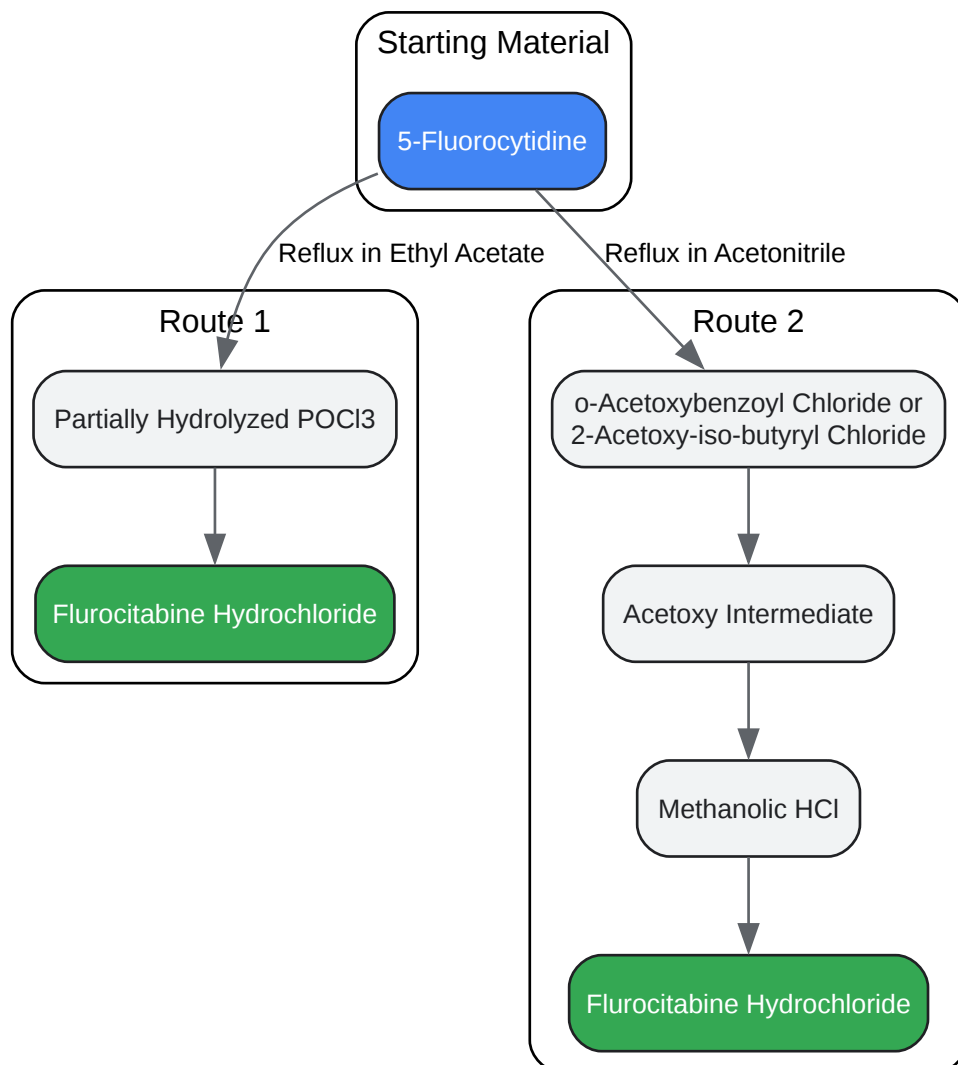 Starting Material
5-Fluorocytidine
Reflux in Ethyl Acetate
Reflux in Acetonitrile
Route 1
Partially Hydrolyzed POCl3
Flurocitabine Hydrochloride
Route 2
o-Acetoxybenzoyl Chloride or
2-Acetoxy-iso-butyryl Chloride
Acetoxy Intermediate
Methanolic HCl
Flurocitabine Hydrochloride